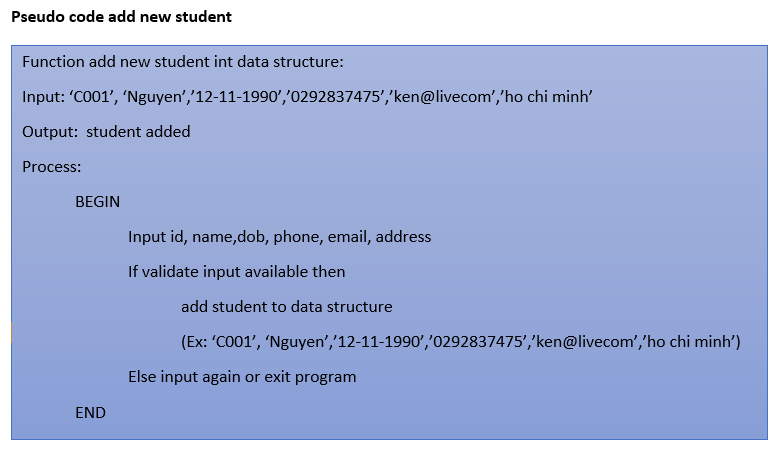 Pseudo code add new student
Function add new student int data structure:
Input: ‘C001’, ‘Nguyen’,’12-11-1990’,’0292837475’,’ken@livecom’,’ho chi minh’
Output:  student added
Process:
BEGIN
Input id, name,dob, phone, email, address
If validate input available then
add student to data structure
(Ex: ‘C001’, ‘Nguyen’,’12-11-1990’,’0292837475’,’ken@livecom’,’ho chi minh’)
Else input again or exit program
END